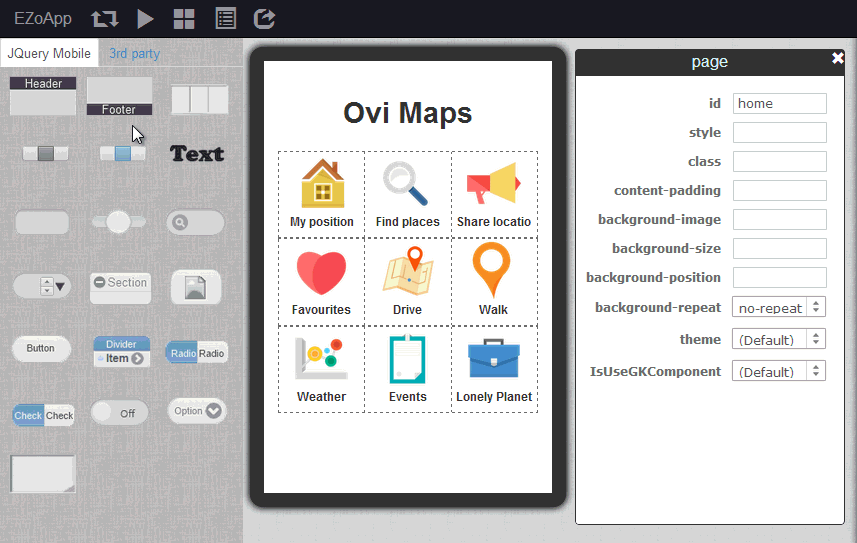 EZoApp
JQuery Mobile 3rd party
Header
Footer
Text
Section
Button
Divider
Item
Radio Radio
Check Check
Off
Option
Ovi Maps
My position Find places Share locatio
Favourites Drive Walk
Weather Events Lonely Planet
page
id home
style
class
content-padding
background-image
background-size
background-position
background-repeat no-repeat
theme (Default)
IsUseGKComponent (Default)